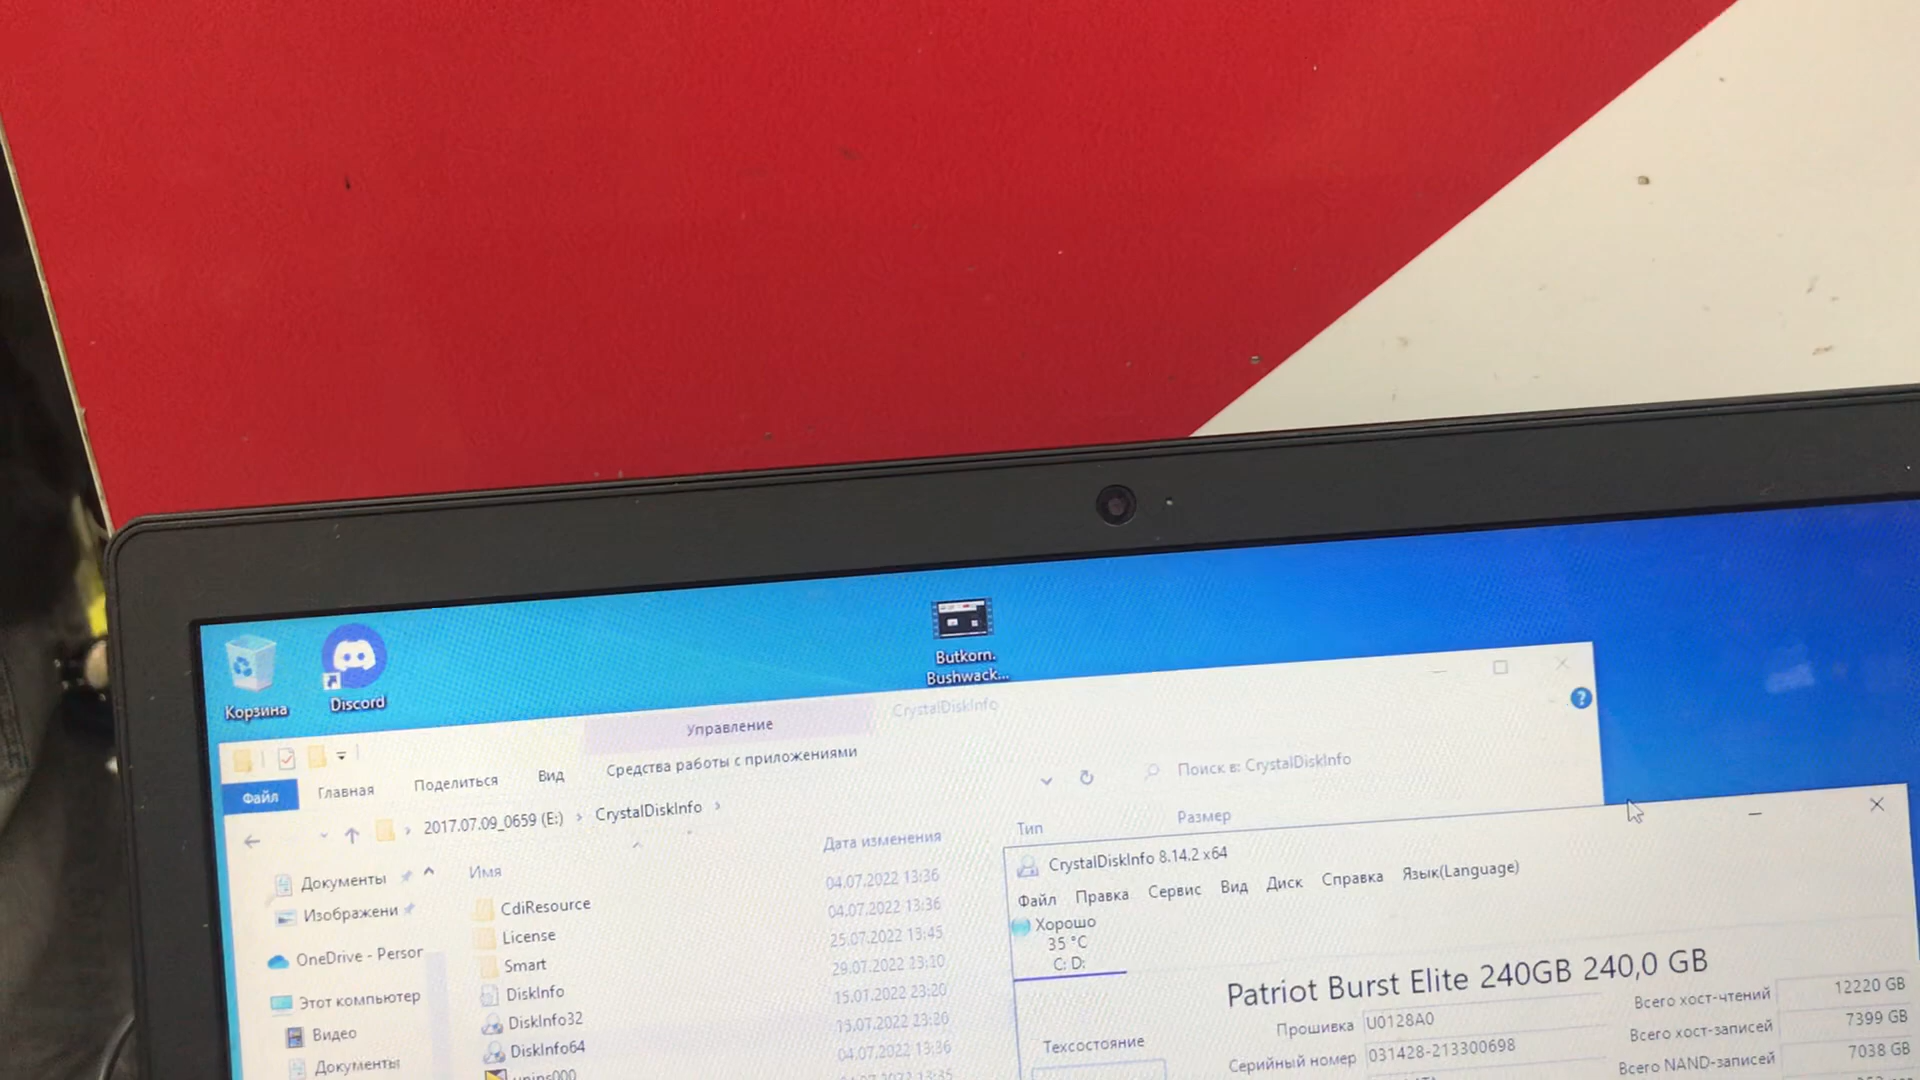 Корзина
Discord
Butkorn.
Bushwack...
Управление
CrystalDiskInfo
Файл
Главная
Поделиться
Вид
Средства работы с приложениями
2017.07.09_0659 (E:) › CrystalDiskInfo ›
Поиск в: CrystalDiskInfo
Имя
Дата изменения
Тип
Размер
Документы
Изображени
OneDrive - Persor
Этот компьютер
Видео
Документы
CdiResource
04.07.2022 13:36
License
04.07.2022 13:36
Smart
25.07.2022 13:45
DiskInfo
29.07.2022 23:10
DiskInfo32
15.01.2022 23:20
DiskInfo64
15.07.2022 23:20
unins000
04.07.2022 13:36
CrystalDiskInfo 8.14.2 x64
Файл Правка Сервис Вид Диск Справка Язык(Language)
Хорошо
35 °C
C: D:
Patriot Burst Elite 240GB 240,0 GB
Прошивка U0128A0
Серийный номер 031428-213300698
Техсостояние
Всего хост-чтений 12220 GB
Всего хост-записей 7399 GB
Всего NAND-записей 7038 GB